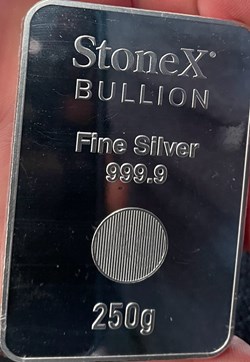 StoneX®
BULLION
Fine Silver
999.9
250g